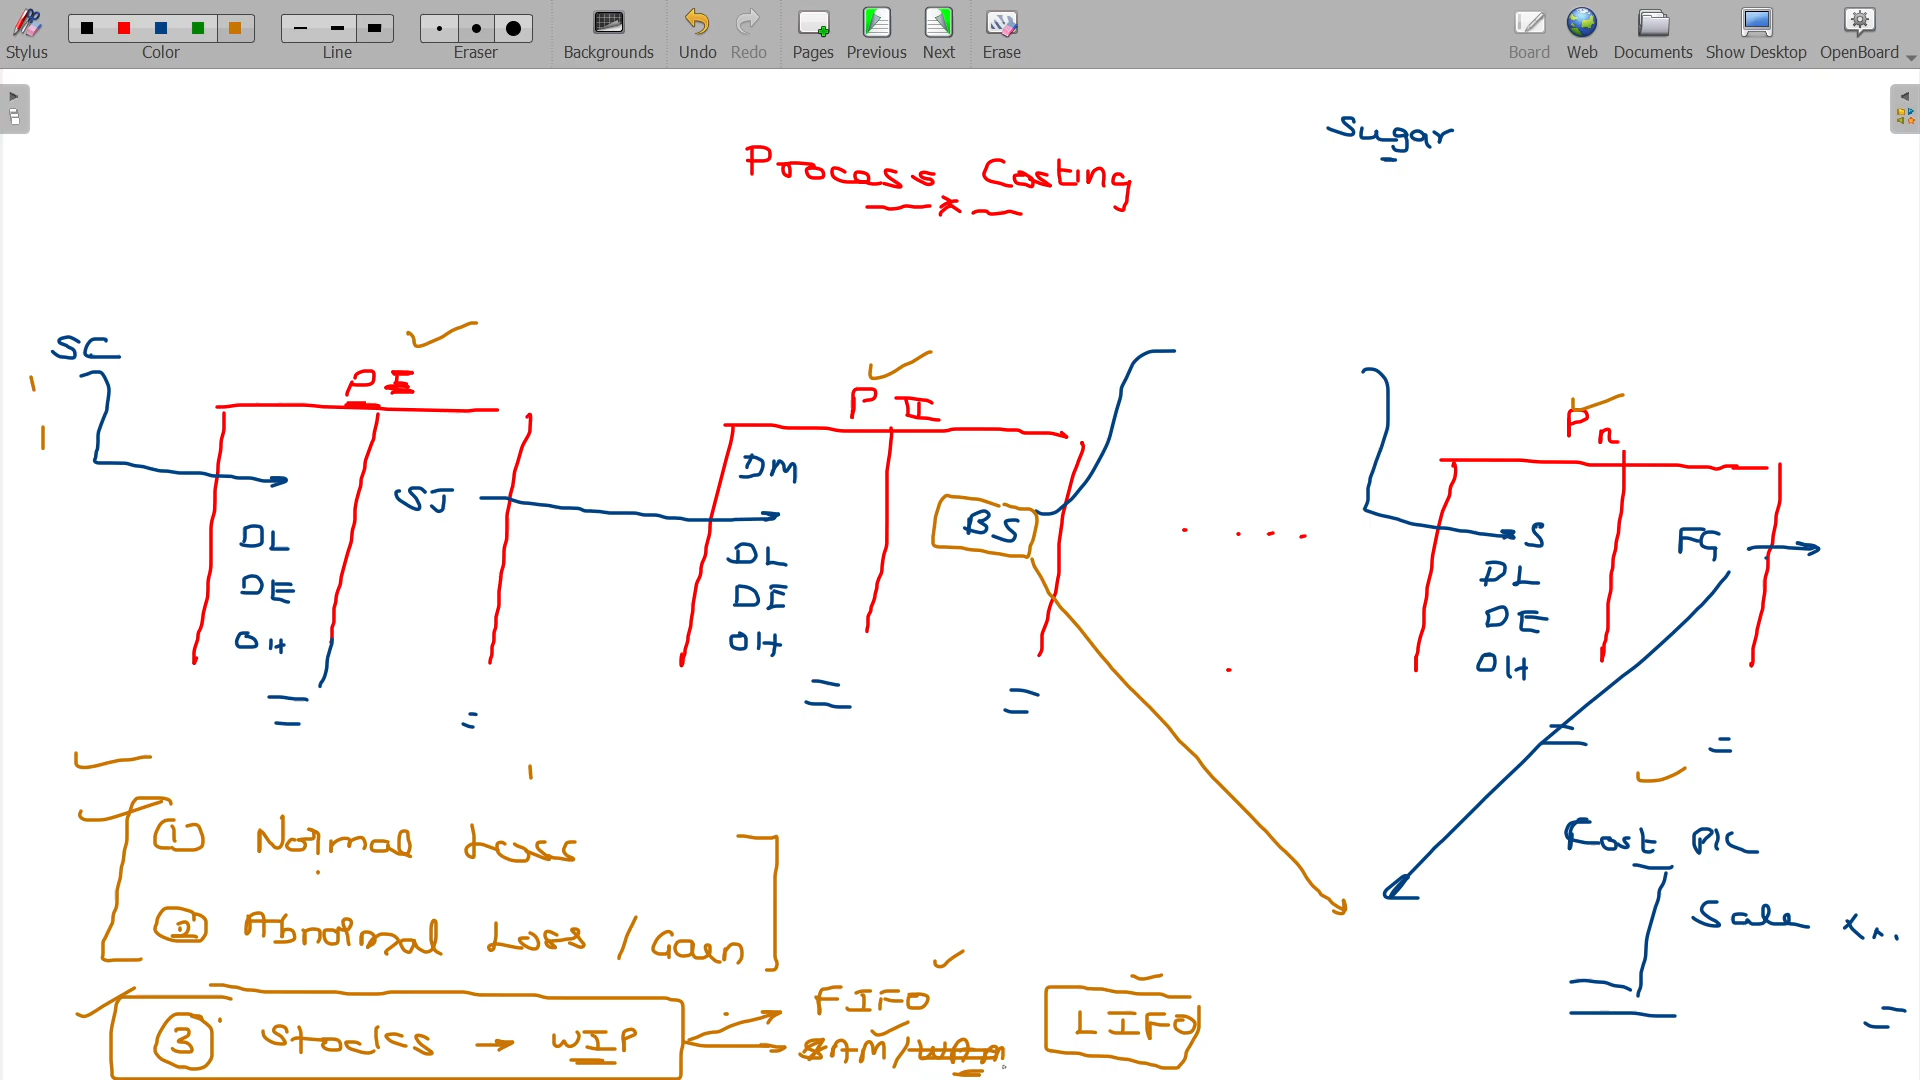 Stylus Color Line Eraser Backgrounds Undo Redo Pages Previous Next Erase Board Web Documents Show Desktop OpenBoard
Sugar
Process Costing
SC
P I
P II
P n
DM
SJ
BS
S
FG
DL
DE
OH
DL
DE
OH
DL
DE
OH
(1) Normal Loss
(2) Abnormal Loss / Gain
(3) Stocks → WIP
FIFO
AM/WAM
LIFO
Cost P/C
Sale